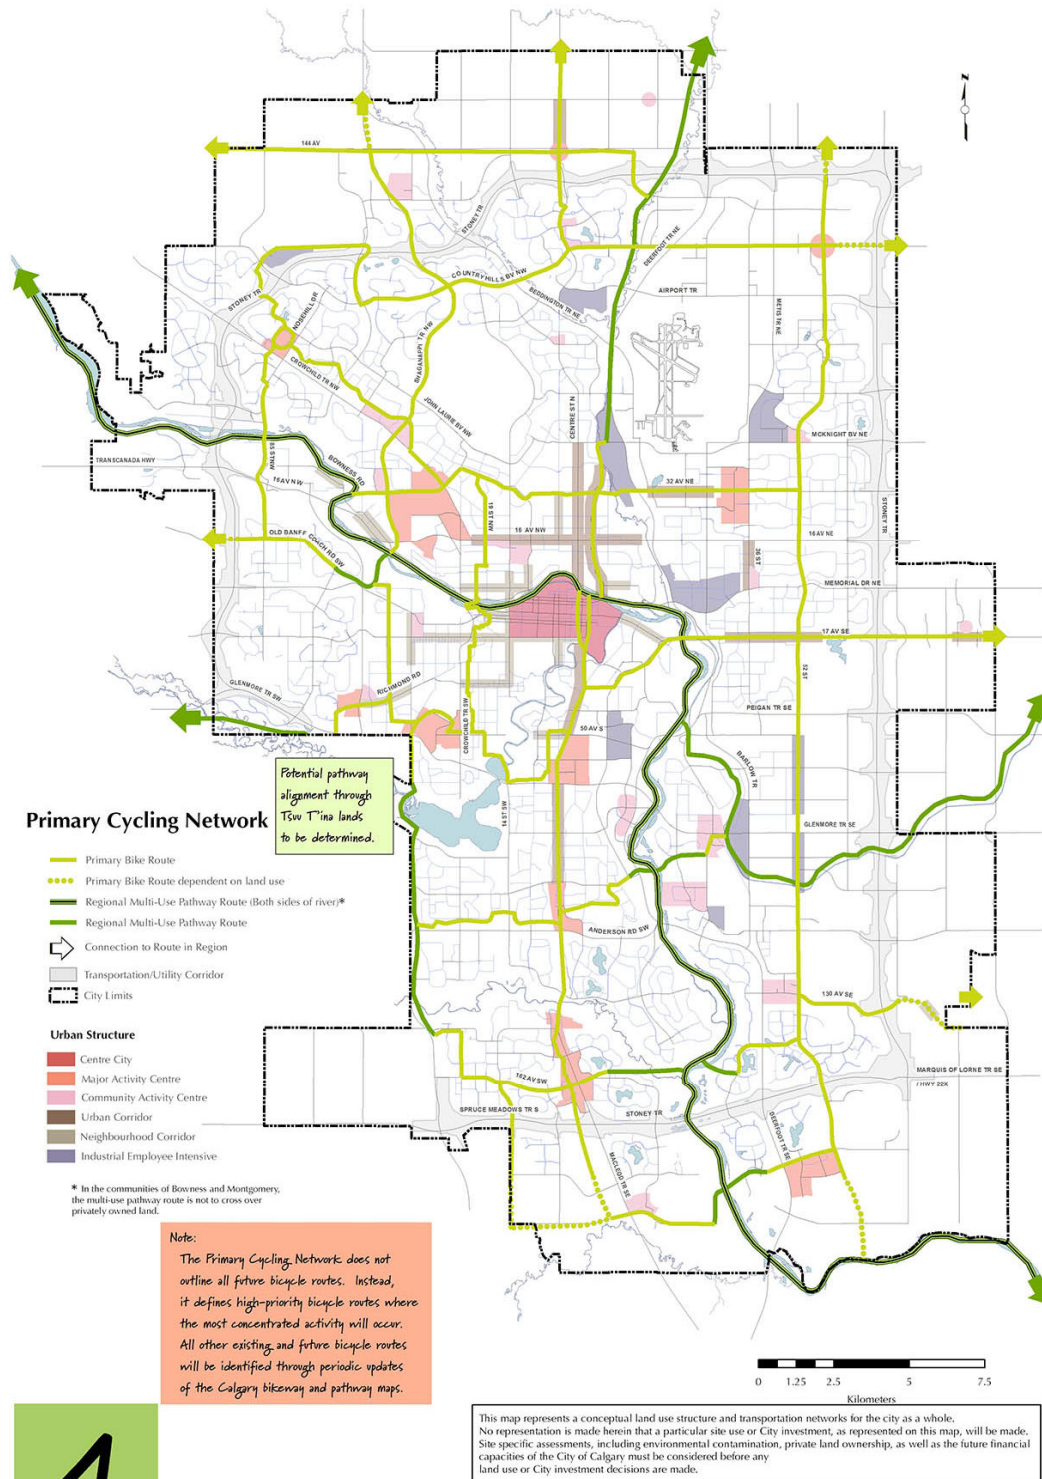 N
144 AV
STONEY TR
DEERFOOT TR NE
COUNTRY HILLS BV NW
BEDDINGTON TR NE
AIRPORT TR
METIS TR NE
STONEY TR
NOSEHILL DR
SHAGANAPPI TR NW
CROWCHILD TR NW
JOHN LAURIE BV NW
CENTRE ST N
MCKNIGHT BV NE
TRANSCANADA HWY
85 ST NW
BOWNESS RD
16 AV NW
32 AV NE
19 ST NW
STONEY TR
16 AV NW
16 AV NE
OLD BANFF COACH RD SW
36 ST
MEMORIAL DR NE
17 AV SE
52 ST
GLENMORE TR SW
RICHMOND RD
CROWCHILD TR SW
PEIGAN TR SE
50 AV S
BARLOW TR
14 ST SW
GLENMORE TR SE
Potential pathway
alignment through
Tsuu T'ina lands
to be determined.
Primary Cycling Network
Primary Bike Route
Primary Bike Route dependent on land use
Regional Multi-Use Pathway Route (Both sides of river)*
Regional Multi-Use Pathway Route
Connection to Route in Region
Transportation/Utility Corridor
City Limits
ANDERSON RD SW
130 AV SE
162 AV SW
MARQUIS OF LORNE TR SE
/ HWY 22X
SPRUCE MEADOWS TR S
STONEY TR
DEERFOOT TR SE
MACLEOD TR SE
Urban Structure
Centre City
Major Activity Centre
Community Activity Centre
Urban Corridor
Neighbourhood Corridor
Industrial Employee Intensive
* In the communities of Bowness and Montgomery,
the multi-use pathway route is not to cross over
privately owned land.
Note:
The Primary Cycling Network does not
outline all future bicycle routes. Instead,
it defines high-priority bicycle routes where
the most concentrated activity will occur.
All other existing and future bicycle routes
will be identified through periodic updates
of the Calgary bikeway and pathway maps.
0 1.25 2.5 5 7.5
Kilometers
This map represents a conceptual land use structure and transportation networks for the city as a whole.
No representation is made herein that a particular site use or City investment, as represented on this map, will be made.
Site specific assessments, including environmental contamination, private land ownership, as well as the future financial
capacities of the City of Calgary must be considered before any
land use or City investment decisions are made.